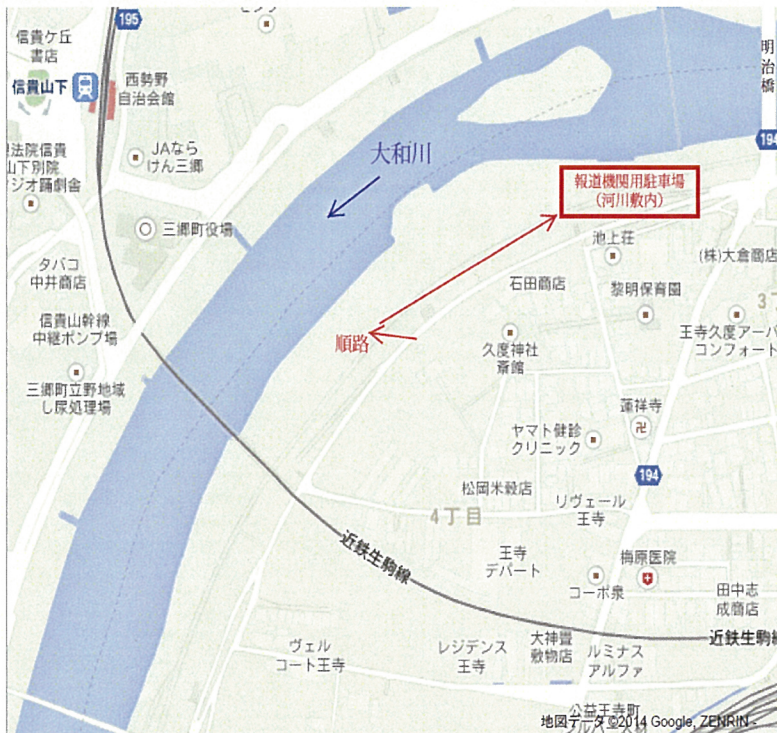 195
信貴ケ丘
書店
信貴山下
西勢野
自治会館
明
治
橋
法院信貴
山下別院
ジオ踊劇舎
JAなら
けん三郷
大和川
194
報道機関用駐車場
（河川敷内）
三郷町役場
池上荘
(株)大倉商店
タバコ
中井商店
石田商店
黎明保育園
信貴山幹線
中継ポンプ場
順路
久度神社
斎館
王寺久度アーバ
コンフォート
三郷町立野地域
し尿処理場
蓮祥寺
卍
ヤマト健診
クリニック
194
松岡米穀店
リヴェール
王寺
4丁目
近鉄生駒線
王寺
デパート
梅原医院
コーポ泉
田中志
成商店
大神畳
敷物店
近鉄生駒線
ヴェル
コート王寺
レジデンス
王寺
ルミナス
アルファ
公益王寺町
地図データ ©2014 Google, ZENRIN -